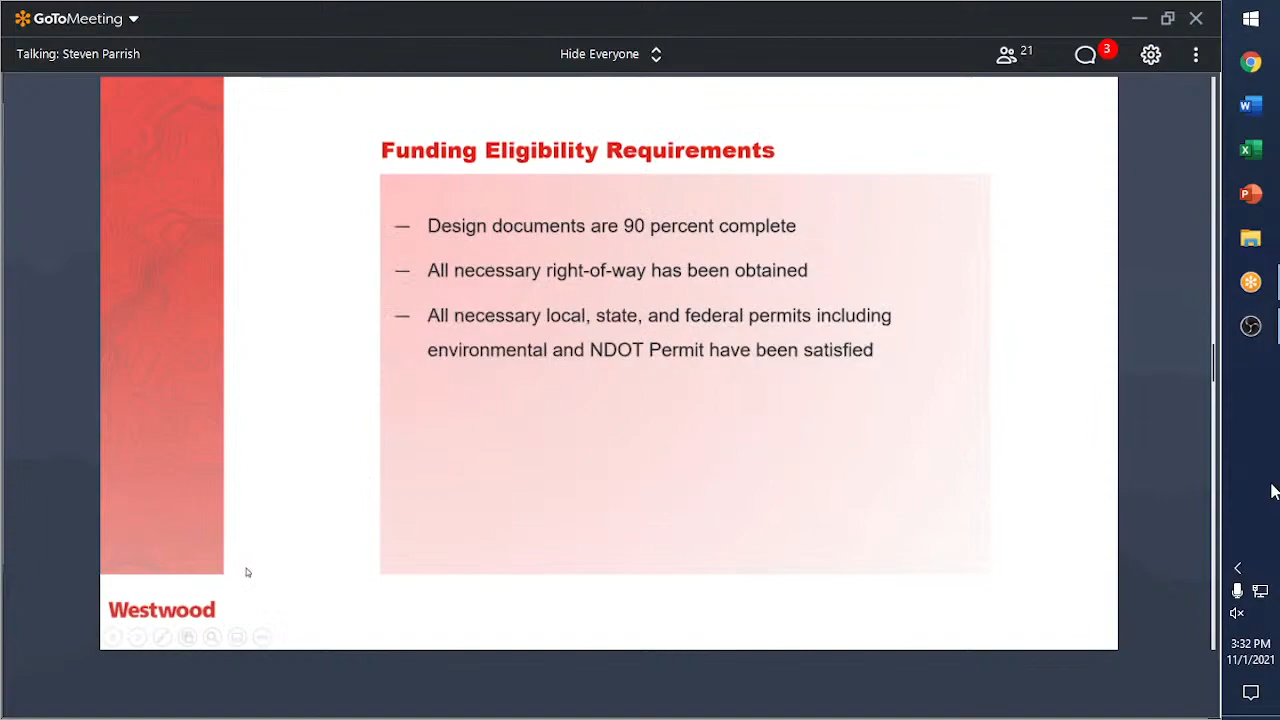 GoToMeeting
Talking: Steven Parrish
Hide Everyone
21
3
Funding Eligibility Requirements
— Design documents are 90 percent complete
— All necessary right-of-way has been obtained
— All necessary local, state, and federal permits including
environmental and NDOT Permit have been satisfied
Westwood
3:32 PM
11/1/2021